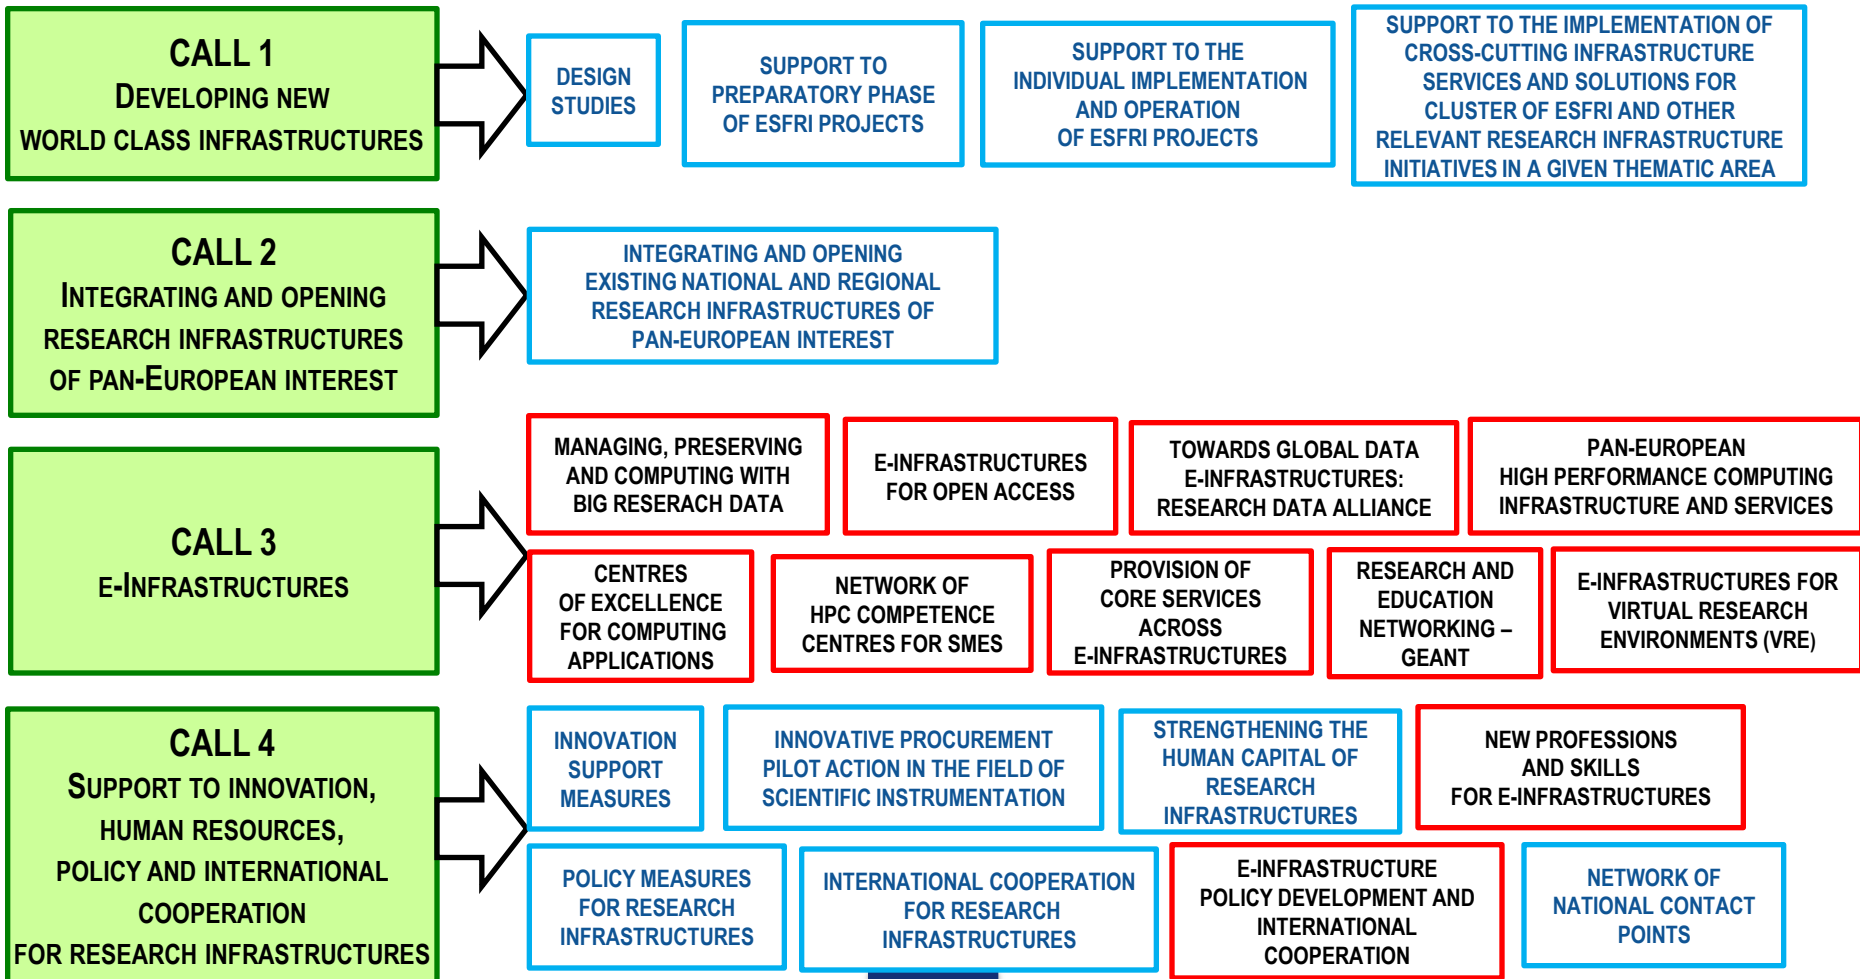 CALL 1
DEVELOPING NEW
WORLD CLASS INFRASTRUCTURES
DESIGN
STUDIES
SUPPORT TO
PREPARATORY PHASE
OF ESFRI PROJECTS
SUPPORT TO THE
INDIVIDUAL IMPLEMENTATION
AND OPERATION
OF ESFRI PROJECTS
SUPPORT TO THE IMPLEMENTATION OF
CROSS-CUTTING INFRASTRUCTURE
SERVICES AND SOLUTIONS FOR
CLUSTER OF ESFRI AND OTHER
RELEVANT RESEARCH INFRASTRUCTURE
INITIATIVES IN A GIVEN THEMATIC AREA
CALL 2
INTEGRATING AND OPENING
RESEARCH INFRASTRUCTURES
OF PAN-EUROPEAN INTEREST
INTEGRATING AND OPENING
EXISTING NATIONAL AND REGIONAL
RESEARCH INFRASTRUCTURES OF
PAN-EUROPEAN INTEREST
CALL 3
E-INFRASTRUCTURES
MANAGING, PRESERVING
AND COMPUTING WITH
BIG RESERACH DATA
E-INFRASTRUCTURES
FOR OPEN ACCESS
TOWARDS GLOBAL DATA
E-INFRASTRUCTURES:
RESEARCH DATA ALLIANCE
PAN-EUROPEAN
HIGH PERFORMANCE COMPUTING
INFRASTRUCTURE AND SERVICES
CENTRES
OF EXCELLENCE
FOR COMPUTING
APPLICATIONS
NETWORK OF
HPC COMPETENCE
CENTRES FOR SMES
PROVISION OF
CORE SERVICES
ACROSS
E-INFRASTRUCTURES
RESEARCH AND
EDUCATION
NETWORKING –
GEANT
E-INFRASTRUCTURES FOR
VIRTUAL RESEARCH
ENVIRONMENTS (VRE)
CALL 4
SUPPORT TO INNOVATION,
HUMAN RESOURCES,
POLICY AND INTERNATIONAL
COOPERATION
FOR RESEARCH INFRASTRUCTURES
INNOVATION
SUPPORT
MEASURES
INNOVATIVE PROCUREMENT
PILOT ACTION IN THE FIELD OF
SCIENTIFIC INSTRUMENTATION
STRENGTHENING THE
HUMAN CAPITAL OF
RESEARCH
INFRASTRUCTURES
NEW PROFESSIONS
AND SKILLS
FOR E-INFRASTRUCTURES
POLICY MEASURES
FOR RESEARCH
INFRASTRUCTURES
INTERNATIONAL COOPERATION
FOR RESEARCH
INFRASTRUCTURES
E-INFRASTRUCTURE
POLICY DEVELOPMENT AND
INTERNATIONAL
COOPERATION
NETWORK OF
NATIONAL CONTACT
POINTS